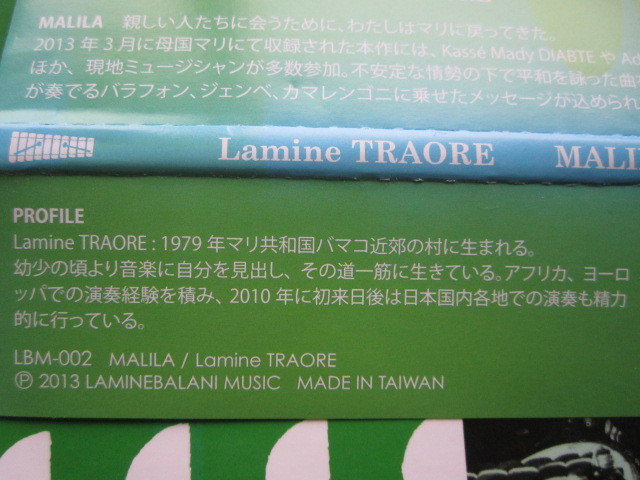 MALILA 親しい人たちに会うために、わたしはマリに戻ってきた。
2013 年 3 月に母国マリにて収録された本作には、Kassé Mady DIABTE や
ほか、現地ミュージシャンが多数参加。不安定な情勢の下で平和を詠った曲
が奏でるバラフォン、ジェンベ、カマレンゴニに乗せたメッセージが込められ
Lamine TRAORE MALILA
PROFILE
Lamine TRAORE : 1979 年マリ共和国バマコ近郊の村に生まれる。
幼少の頃より音楽に自分を見出し、その道一筋に生きている。アフリカ、ヨーロ
ッパでの演奏経験を積み、2010 年に初来日後は日本国内各地での演奏も精力
的に行っている。
LBM-002 MALILA / Lamine TRAORE
Ⓟ 2013 LAMINEBALANI MUSIC MADE IN TAIWAN